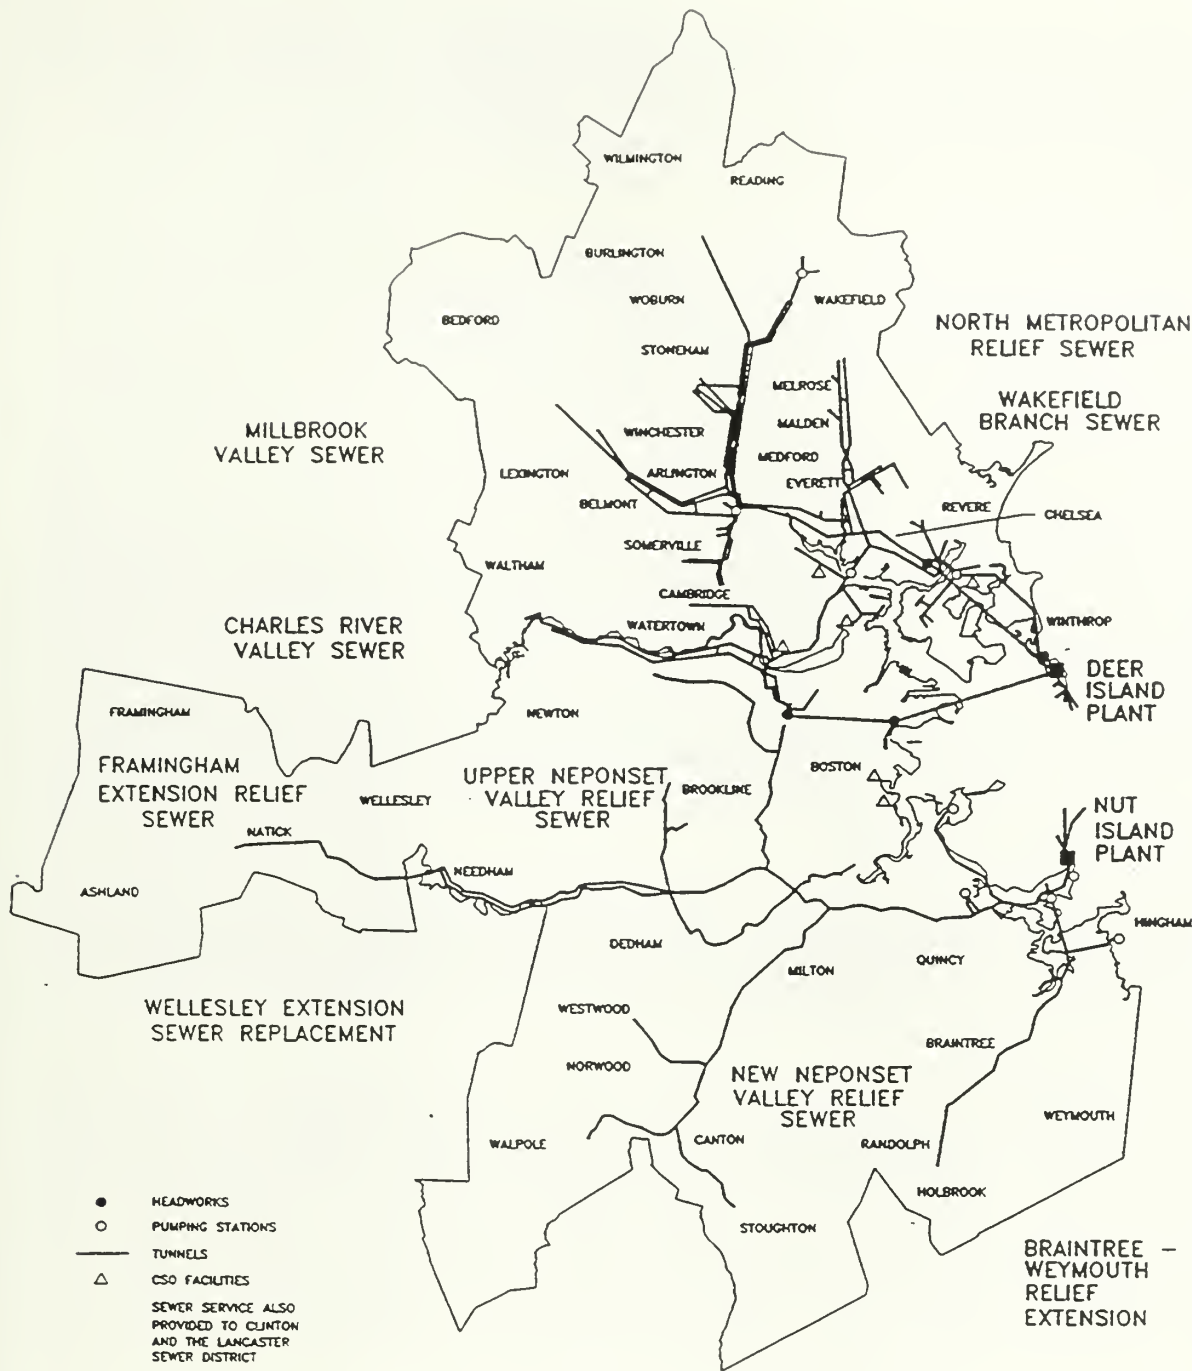 WILMINGTON
READING
BURLINGTON
WOBURN
WAKEFIELD
BEDFORD
STONEHAM
NORTH METROPOLITAN
RELIEF SEWER
MELROSE
WAKEFIELD
BRANCH SEWER
MILLBROOK
VALLEY SEWER
WINCHESTER
MALDEN
MEDFORD
LEXINGTON
ARLINGTON
EVERETT
BELMONT
REVERE
CHELSEA
SOMERVILLE
WALTHAM
CAMBRIDGE
CHARLES RIVER
VALLEY SEWER
WATERTOWN
WINTHROP
DEER
ISLAND
PLANT
FRAMINGHAM
NEWTON
FRAMINGHAM
EXTENSION RELIEF
SEWER
UPPER NEPONSET
VALLEY RELIEF
SEWER
BOSTON
WELLESLEY
BROOKLINE
NUT
ISLAND
PLANT
NATICK
NEEDHAM
ASHLAND
HINGHAM
DEDHAM
MILTON
QUINCY
WELLESLEY EXTENSION
SEWER REPLACEMENT
WESTWOOD
BRAINTREE
NORWOOD
NEW NEPONSET
VALLEY RELIEF
SEWER
WEYMOUTH
WALPOLE
CANTON
RANDOLPH
HOLBROOK
STOUGHTON
HEADWORKS
PUMPING STATIONS
TUNNELS
CSO FACILITIES
SEWER SERVICE ALSO
PROVIDED TO CLINTON
AND THE LANCASTER
SEWER DISTRICT
BRAINTREE -
WEYMOUTH
RELIEF
EXTENSION